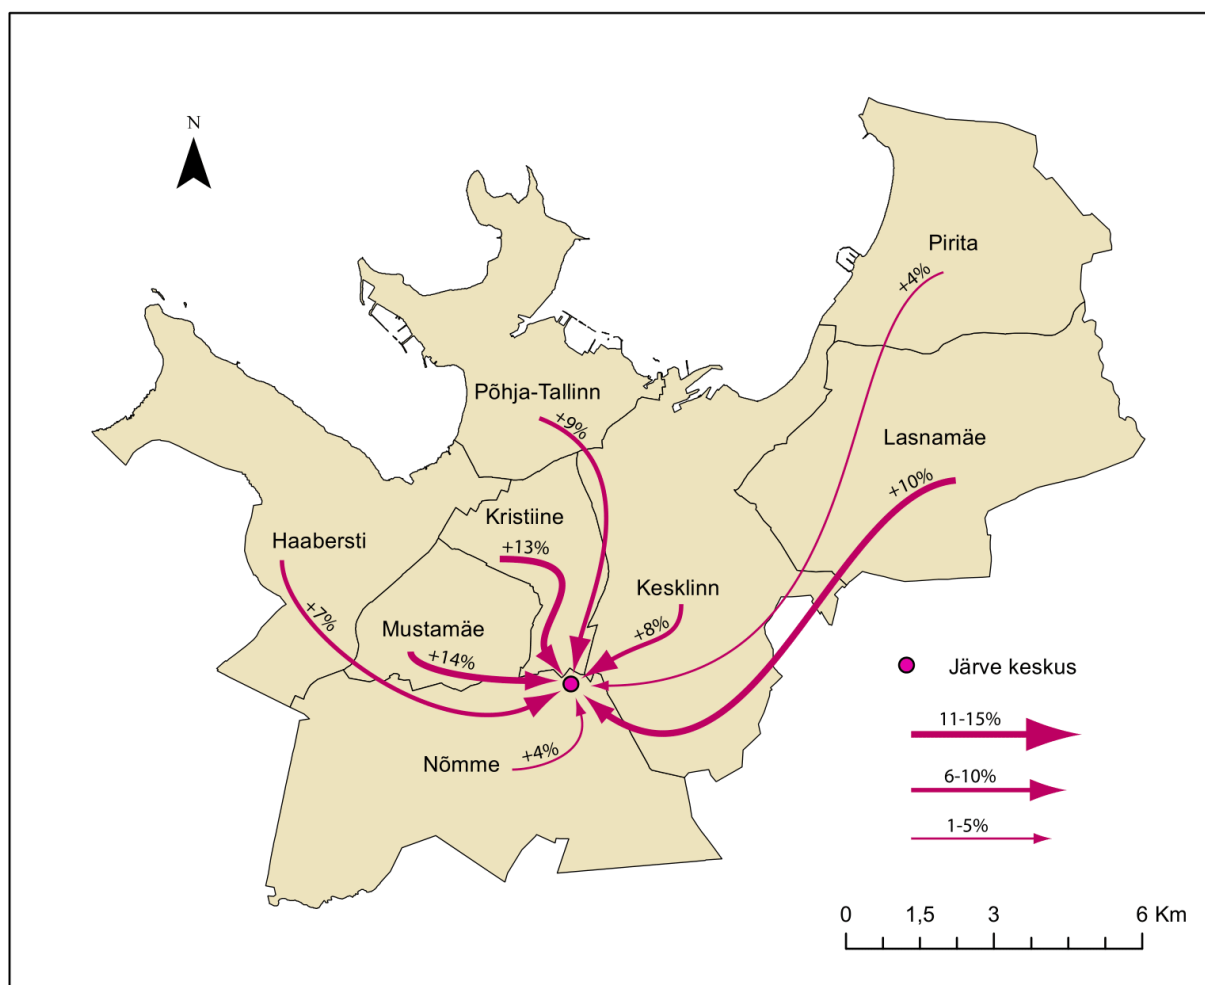 N
Pirita
+4%
Põhja-Tallinn
+9%
Lasnamäe
+10%
Kristiine
+13%
Haabersti
+7%
Kesklinn
+8%
Mustamäe
+14%
Nõmme
+4%
Järve keskus
11-15%
6-10%
1-5%
0 1,5 3 6 Km